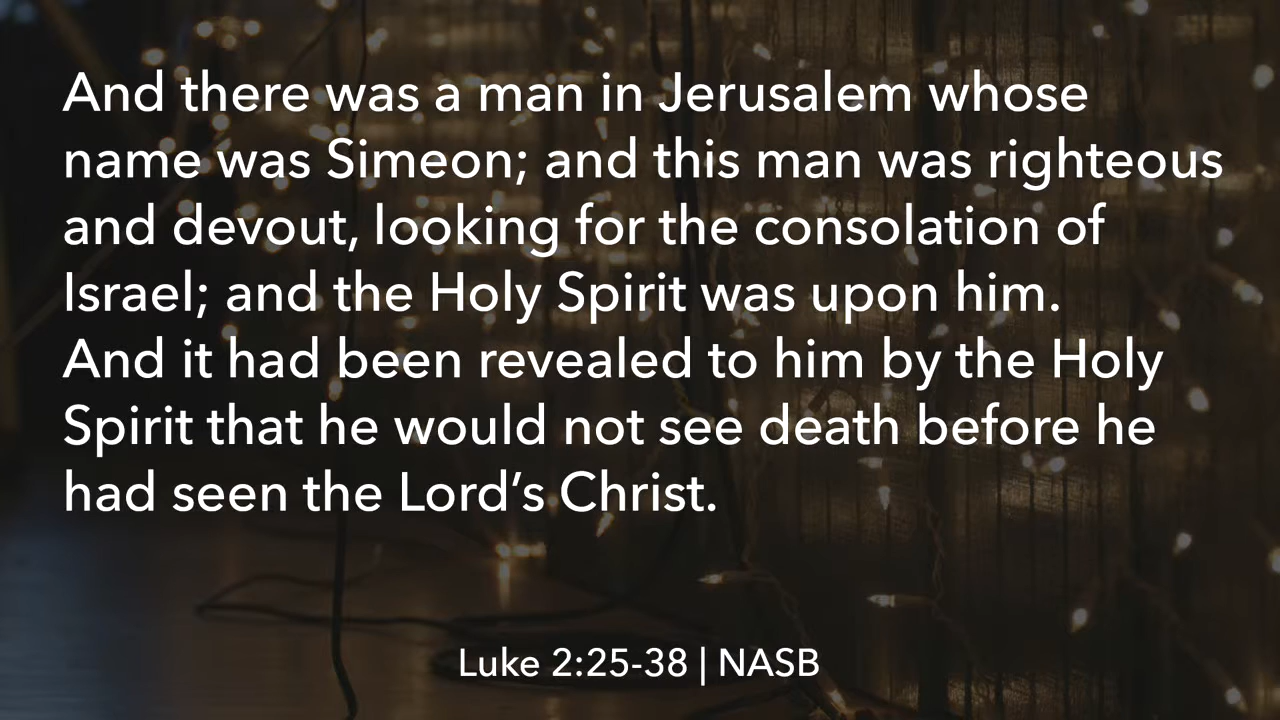 And there was a man in Jerusalem whose
name was Simeon; and this man was righteous
and devout, looking for the consolation of
Israel; and the Holy Spirit was upon him.
And it had been revealed to him by the Holy
Spirit that he would not see death before he
had seen the Lord’s Christ.
Luke 2:25-38 | NASB